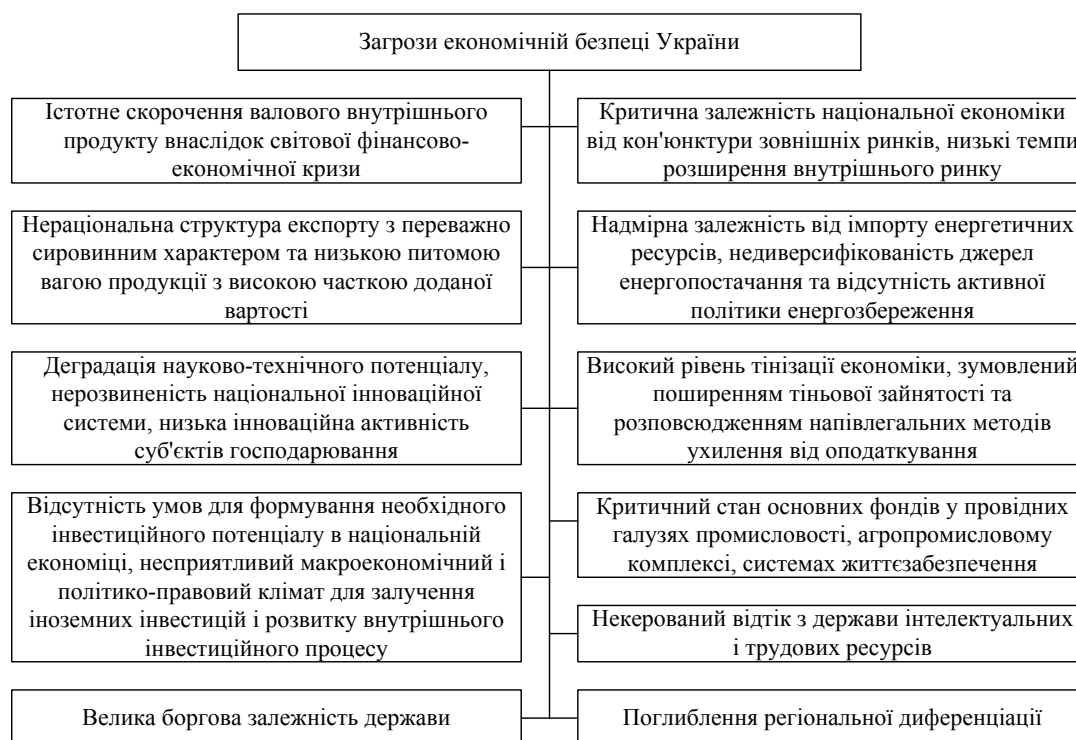 Загрози економічній безпеці України
Істотне скорочення валового внутрішнього
продукту внаслідок світової фінансово-
економічної кризи
Критична залежність національної економіки
від кон'юнктури зовнішніх ринків, низькі темпи
розширення внутрішнього ринку
Нераціональна структура експорту з переважно
сировинним характером та низькою питомою
вагою продукції з високою часткою доданої
вартості
Надмірна залежність від імпорту енергетичних
ресурсів, недиверсифікованість джерел
енергопостачання та відсутність активної
політики енергозбереження
Деградація науково-технічного потенціалу,
нерозвиненість національної інноваційної
системи, низька інноваційна активність
суб'єктів господарювання
Високий рівень тінізації економіки, зумовлений
поширенням тіньової зайнятості та
розповсюдженням напівлегальних методів
ухилення від оподаткування
Відсутність умов для формування необхідного
інвестиційного потенціалу в національній
економіці, несприятливий макроекономічний і
політико-правовий клімат для залучення
іноземних інвестицій і розвитку внутрішнього
інвестиційного процесу
Критичний стан основних фондів у провідних
галузях промисловості, агропромисловому
комплексі, системах життєзабезпечення
Некерований відтік з держави інтелектуальних
і трудових ресурсів
Велика боргова залежність держави
Поглиблення регіональної диференціації